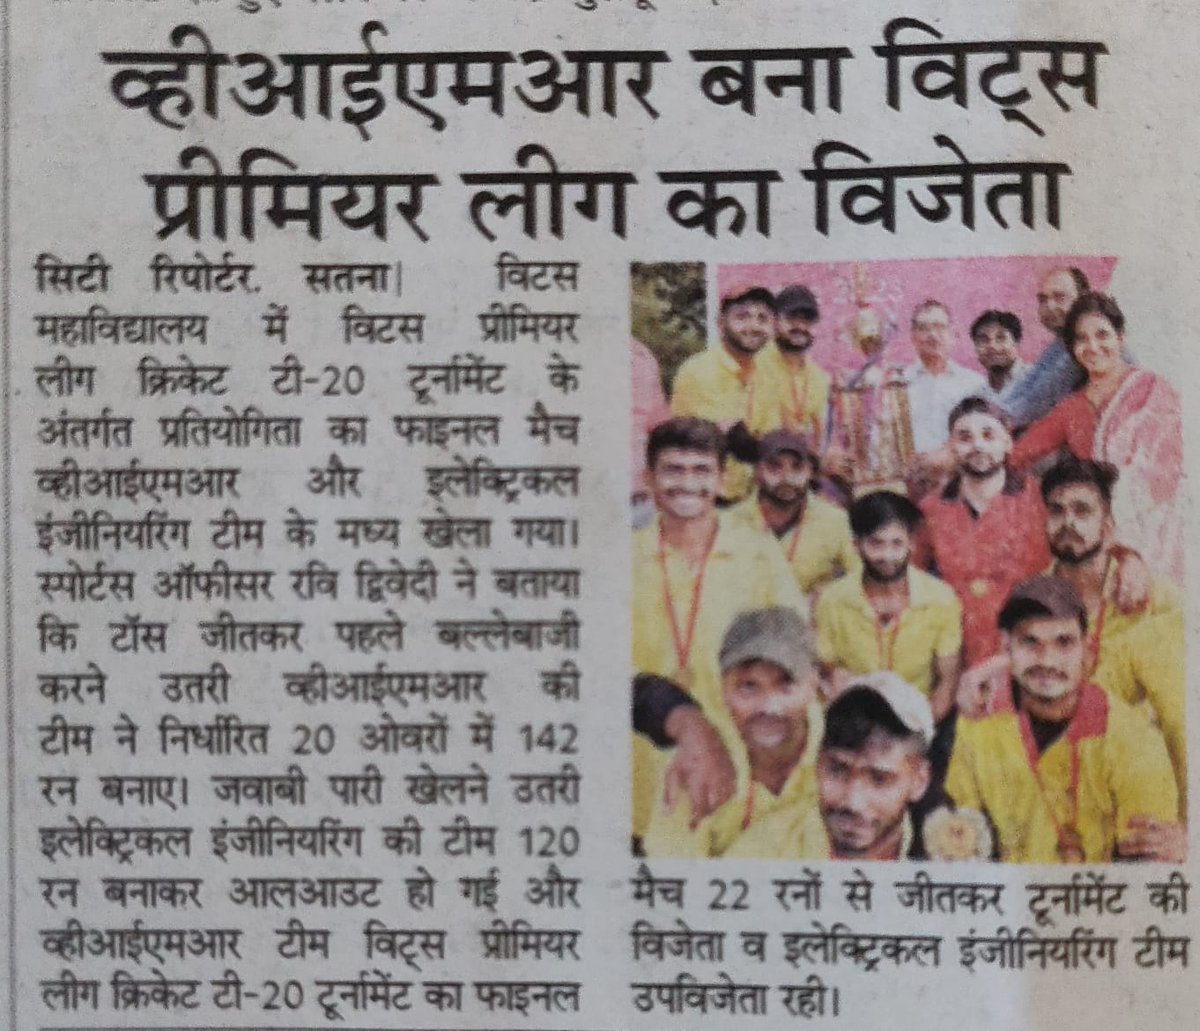 व्हीआईएमआर बना विट्स
प्रीमियर लीग का विजेता
सिटी रिपोर्टर. सतना| विटस
महाविद्यालय में विटस प्रीमियर
लीग क्रिकेट टी-20 टूर्नामेंट के
अंतर्गत प्रतियोगिता का फाइनल मैच
व्हीआईएमआर और इलेक्ट्रिकल
इंजीनियरिंग टीम के मध्य खेला गया।
स्पोर्टस ऑफीसर रवि द्विवेदी ने बताया
कि टॉस जीतकर पहले बल्लेबाजी
करने उतरी व्हीआईएमआर की
टीम ने निर्धारित 20 ओवरों में 142
रन बनाए। जवाबी पारी खेलने उतरी
इलेक्ट्रिकल इंजीनियरिंग की टीम 120
रन बनाकर आलआउट हो गई और
व्हीआईएमआर टीम विट्स प्रीमियर
लीग क्रिकेट टी-20 टूर्नामेंट का फाइनल
मैच 22 रनों से जीतकर टूर्नामेंट की
विजेता व इलेक्ट्रिकल इंजीनियरिंग टीम
उपविजेता रही।